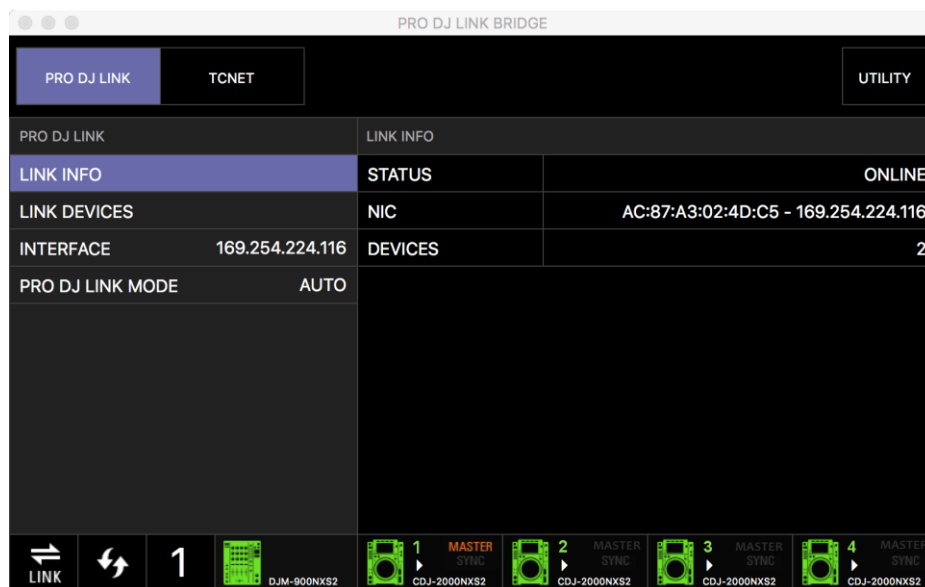 PRO DJ LINK BRIDGE
PRO DJ LINK TCNET UTILITY
PRO DJ LINK LINK INFO
LINK INFO STATUS ONLINE
LINK DEVICES NIC AC:87:A3:02:4D:C5 - 169.254.224.116
INTERFACE 169.254.224.116 DEVICES 2
PRO DJ LINK MODE AUTO
1 MASTER 2 MASTER 3 MASTER 4 MASTER
SYNC SYNC SYNC SYNC
LINK 1 DJM-900NXS2 CDJ-2000NXS2 CDJ-2000NXS2 CDJ-2000NXS2 CDJ-2000NXS2